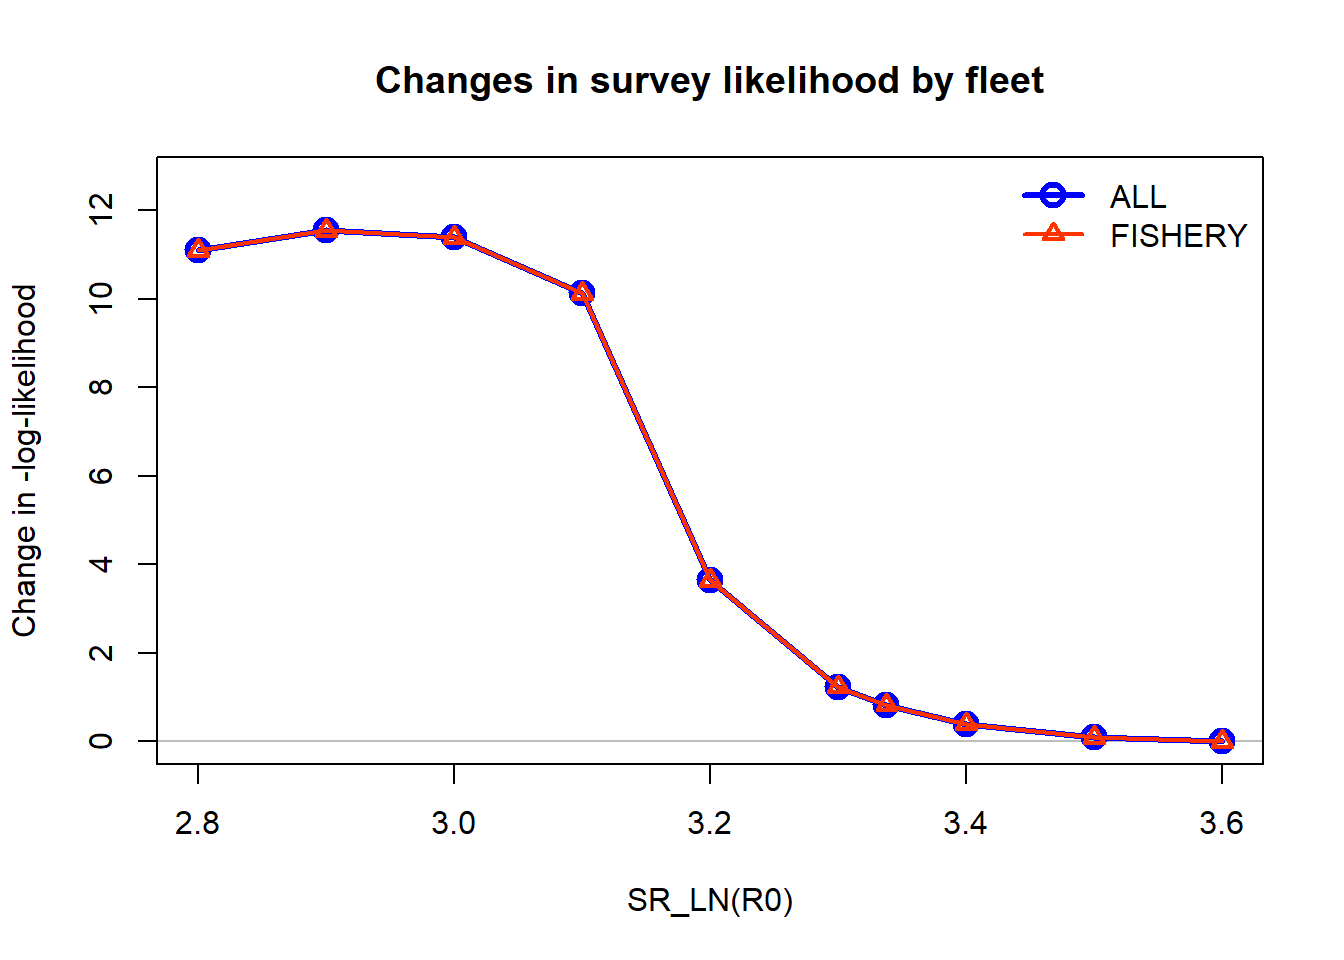 Changes in survey likelihood by fleet
ALL
FISHERY
Change in -log-likelihood
12
10
8
6
4
2
0
2.8 3.0 3.2 3.4 3.6
SR_LN(R0)